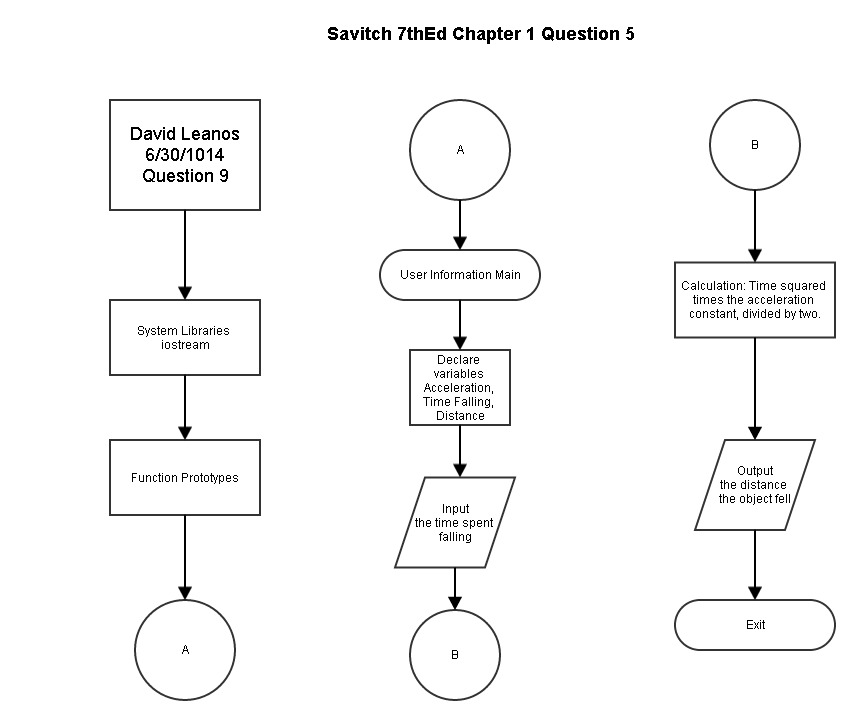 Savitch 7thEd Chapter 1 Question 5
David Leanos
6/30/1014
Question 9
System Libraries
iostream
Function Prototypes
A
A
User Information Main
Declare
variables
Acceleration,
Time Falling,
Distance
Input
the time spent
falling
B
B
Calculation: Time squared
times the acceleration
constant, divided by two.
Output
the distance
the object fell
Exit